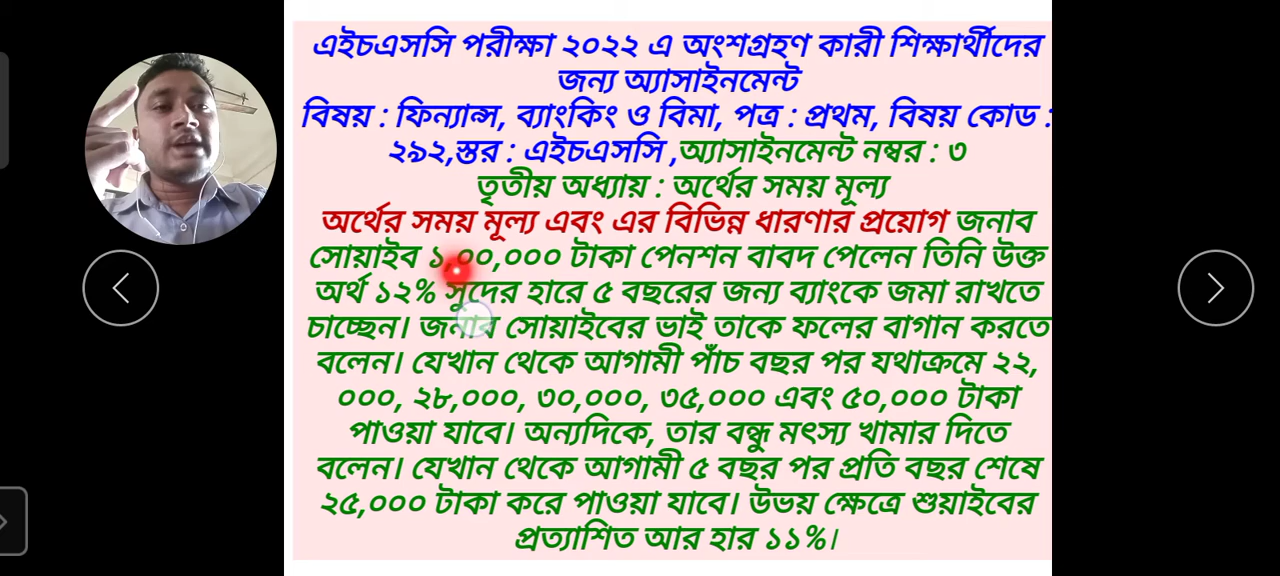 এইচএসসি পরীক্ষা ২০২২ এ অংশগ্রহণ কারী শিক্ষার্থীদের
জন্য অ্যাসাইনমেন্ট
বিষয় : ফিন্যান্স, ব্যাংকিং ও বিমা, পত্র : প্রথম, বিষয় কোড :
২৯২,স্তর : এইচএসসি ,অ্যাসাইনমেন্ট নম্বর : ৩
তৃতীয় অধ্যায় : অর্থের সময় মূল্য
অর্থের সময় মূল্য এবং এর বিভিন্ন ধারণার প্রয়োগ জনাব
সোয়াইব ১,০০,০০০ টাকা পেনশন বাবদ পেলেন তিনি উক্ত
অর্থ ১২% সুদের হারে ৫ বছরের জন্য ব্যাংকে জমা রাখতে
চাচ্ছেন। জনাব সোয়াইবের ভাই তাকে ফলের বাগান করতে
বলেন। যেখান থেকে আগামী পাঁচ বছর পর যথাক্রমে ২২,
০০০, ২৮,০০০, ৩০,০০০, ৩৫,০০০ এবং ৫০,০০০ টাকা
পাওয়া যাবে। অন্যদিকে, তার বন্ধু মৎস্য খামার দিতে
বলেন। যেখান থেকে আগামী ৫ বছর পর প্রতি বছর শেষে
২৫,০০০ টাকা করে পাওয়া যাবে। উভয় ক্ষেত্রে শুয়াইবের
প্রত্যাশিত আর হার ১১%।